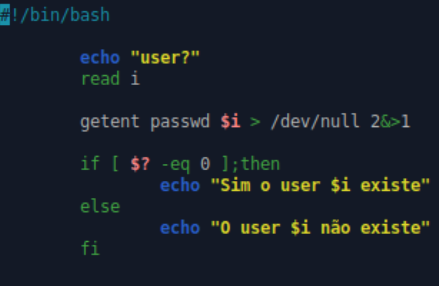 #!/bin/bash
echo "user?"
read i
getent passwd $i > /dev/null 2&>1
if [ $? -eq 0 ];then
echo "Sim o user $i existe"
else
echo "O user $i não existe"
fi